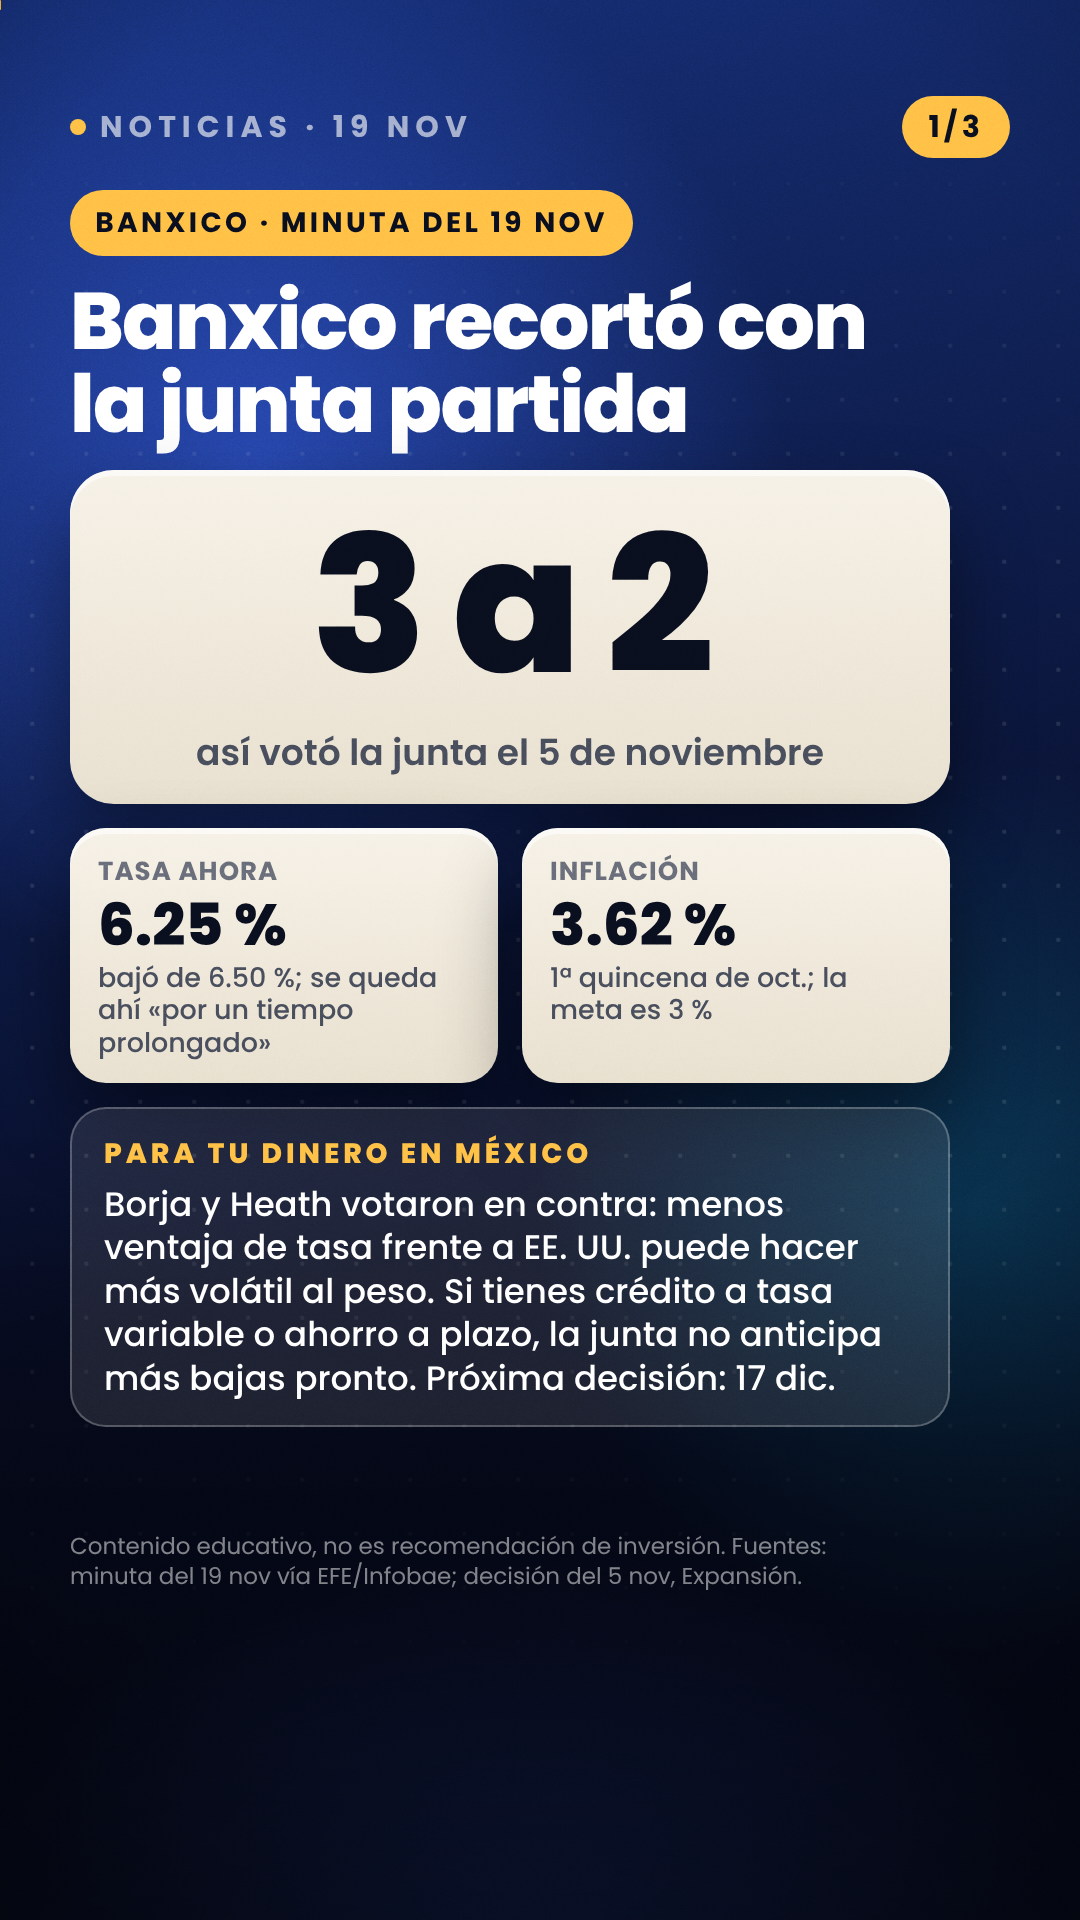 NOTICIAS · 19 NOV
1/3
BANXICO · MINUTA DEL 19 NOV
Banxico recortó con
la junta partida
3 a 2
así votó la junta el 5 de noviembre
TASA AHORA
6.25 %
bajó de 6.50 %; se queda
ahí «por un tiempo
prolongado»
INFLACIÓN
3.62 %
1ª quincena de oct.; la
meta es 3 %
PARA TU DINERO EN MÉXICO
Borja y Heath votaron en contra: menos
ventaja de tasa frente a EE. UU. puede hacer
más volátil al peso. Si tienes crédito a tasa
variable o ahorro a plazo, la junta no anticipa
más bajas pronto. Próxima decisión: 17 dic.
Contenido educativo, no es recomendación de inversión. Fuentes:
minuta del 19 nov vía EFE/Infobae; decisión del 5 nov, Expansión.